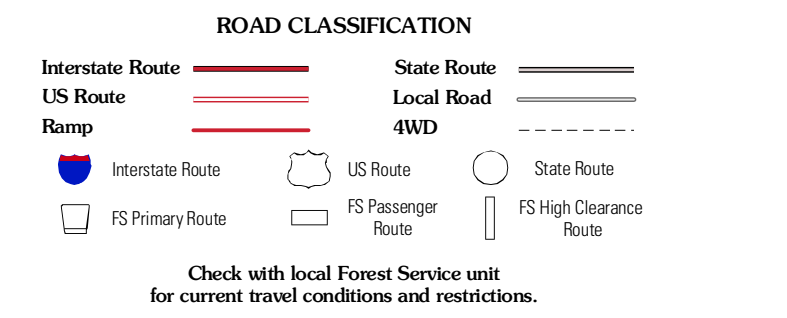 ROAD CLASSIFICATION
Interstate Route
State Route
US Route
Local Road
Ramp
4WD
Interstate Route
US Route
State Route
FS Primary Route
FS Passenger
Route
FS High Clearance
Route
Check with local Forest Service unit
for current travel conditions and restrictions.